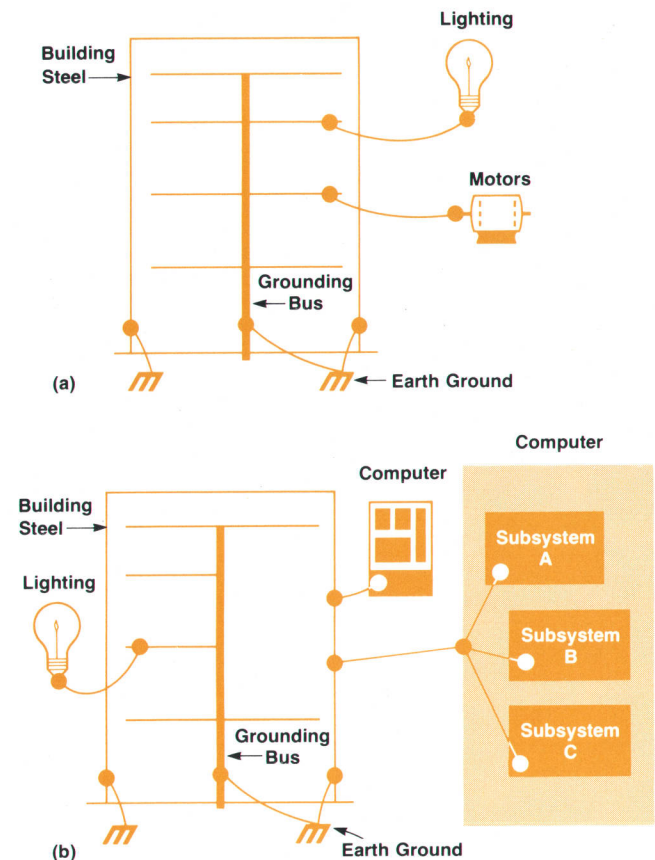 Lighting
Building
Steel
Motors
Grounding
Bus
Earth Ground
(a)
Computer
Computer
Building
Steel
Lighting
Subsystem
A
Subsystem
B
Subsystem
C
Grounding
Bus
Earth Ground
(b)